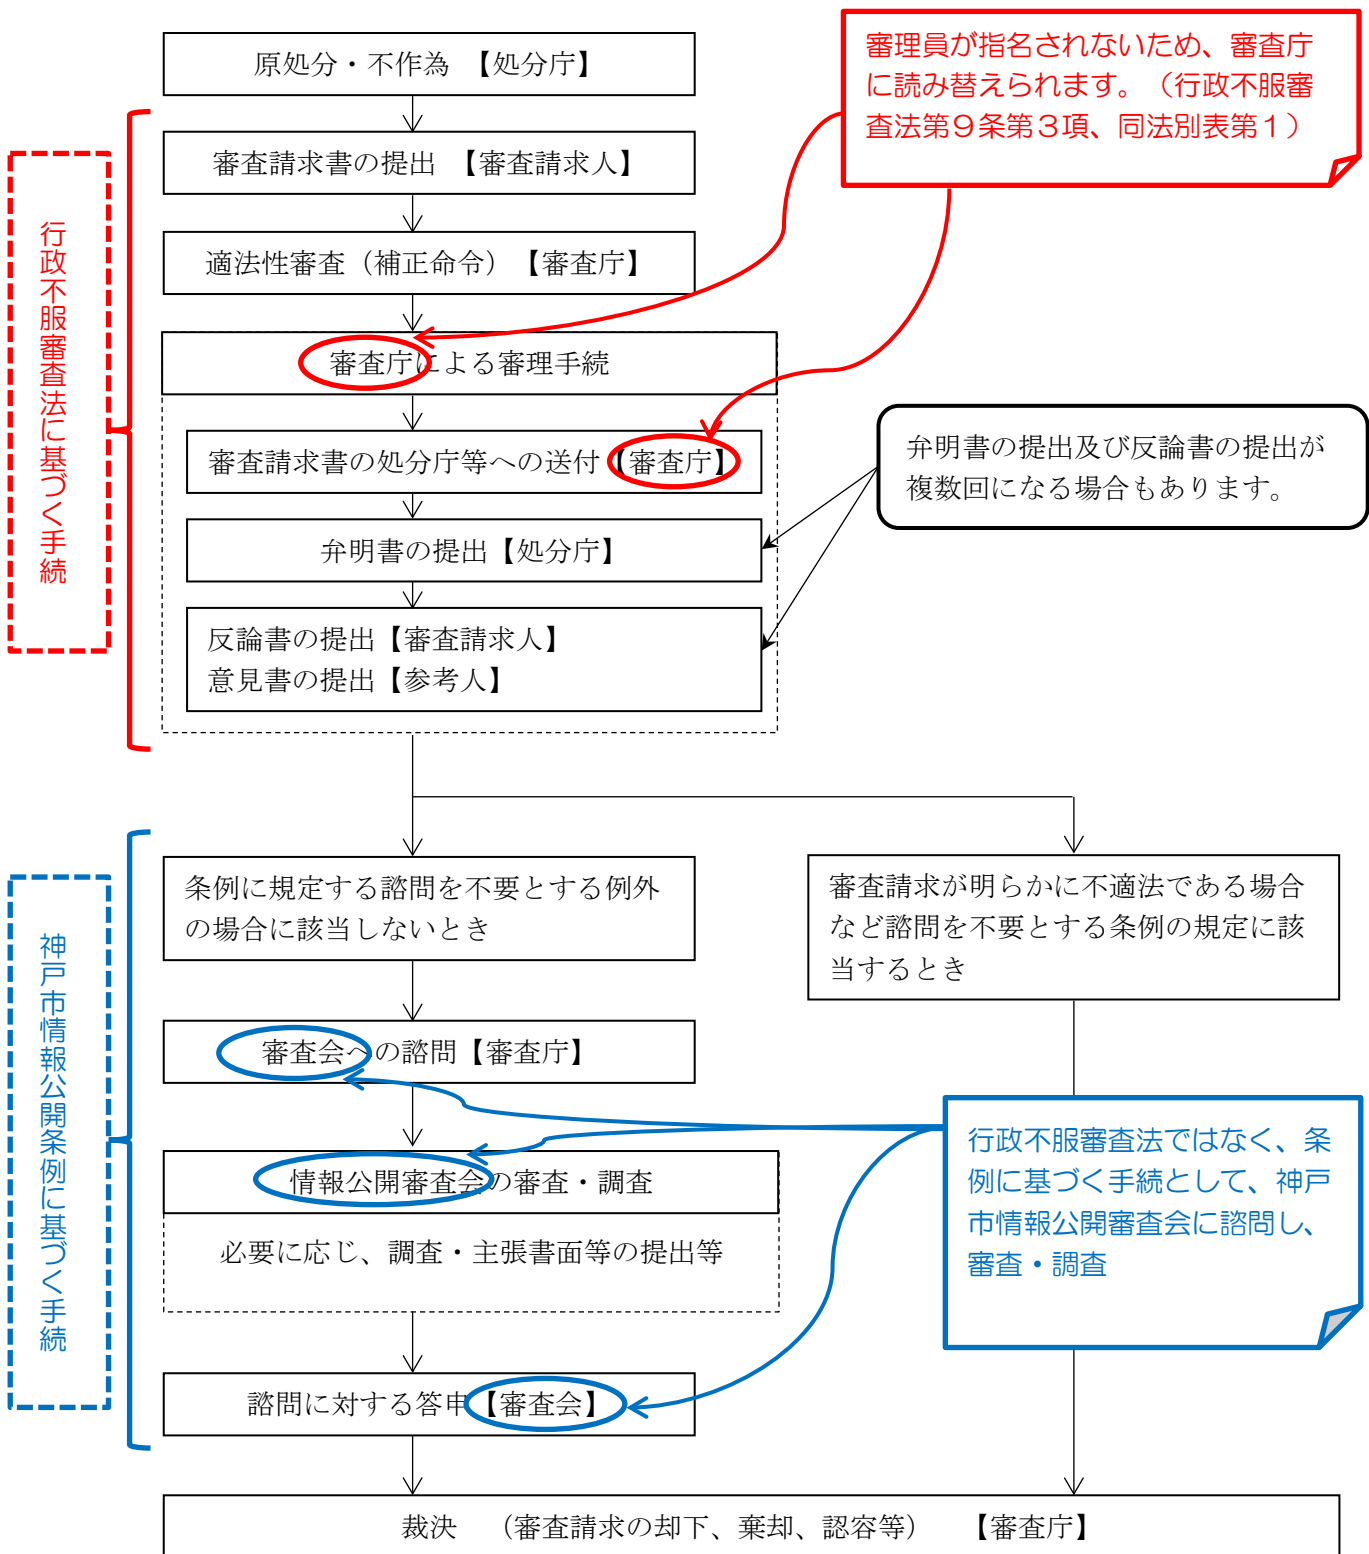 原処分・不作為 【処分庁】
審理員が指名されないため、審査庁
に読み替えられます。（行政不服審
査法第９条第３項、同法別表第１）
審査請求書の提出 【審査請求人】
適法性審査（補正命令）【審査庁】
行政不服審査法に基づく手続
審査庁による審理手続
審査請求書の処分庁等への送付【審査庁】
弁明書の提出及び反論書の提出が
複数回になる場合もあります。
弁明書の提出【処分庁】
反論書の提出【審査請求人】
意見書の提出【参考人】
条例に規定する諮問を不要とする例外
の場合に該当しないとき
審査請求が明らかに不適法である場合
など諮問を不要とする条例の規定に該
当するとき
神戸市情報公開条例に基づく手続
審査会への諮問【審査庁】
行政不服審査法ではなく、条
例に基づく手続として、神戸
市情報公開審査会に諮問し、
審査・調査
情報公開審査会の審査・調査
必要に応じ、調査・主張書面等の提出等
諮問に対する答申【審査会】
裁決 （審査請求の却下、棄却、認容等） 【審査庁】